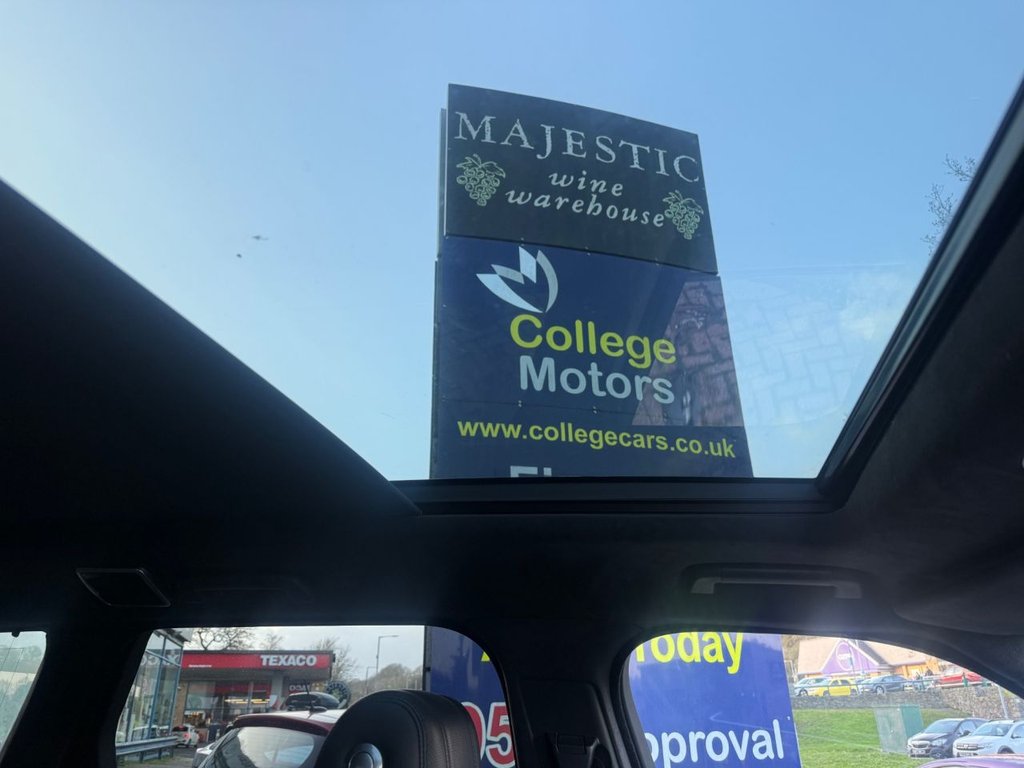 MAJESTIC
wine
warehouse
College
Motors
www.collegecars.co.uk
TEXACO
Today
pproval